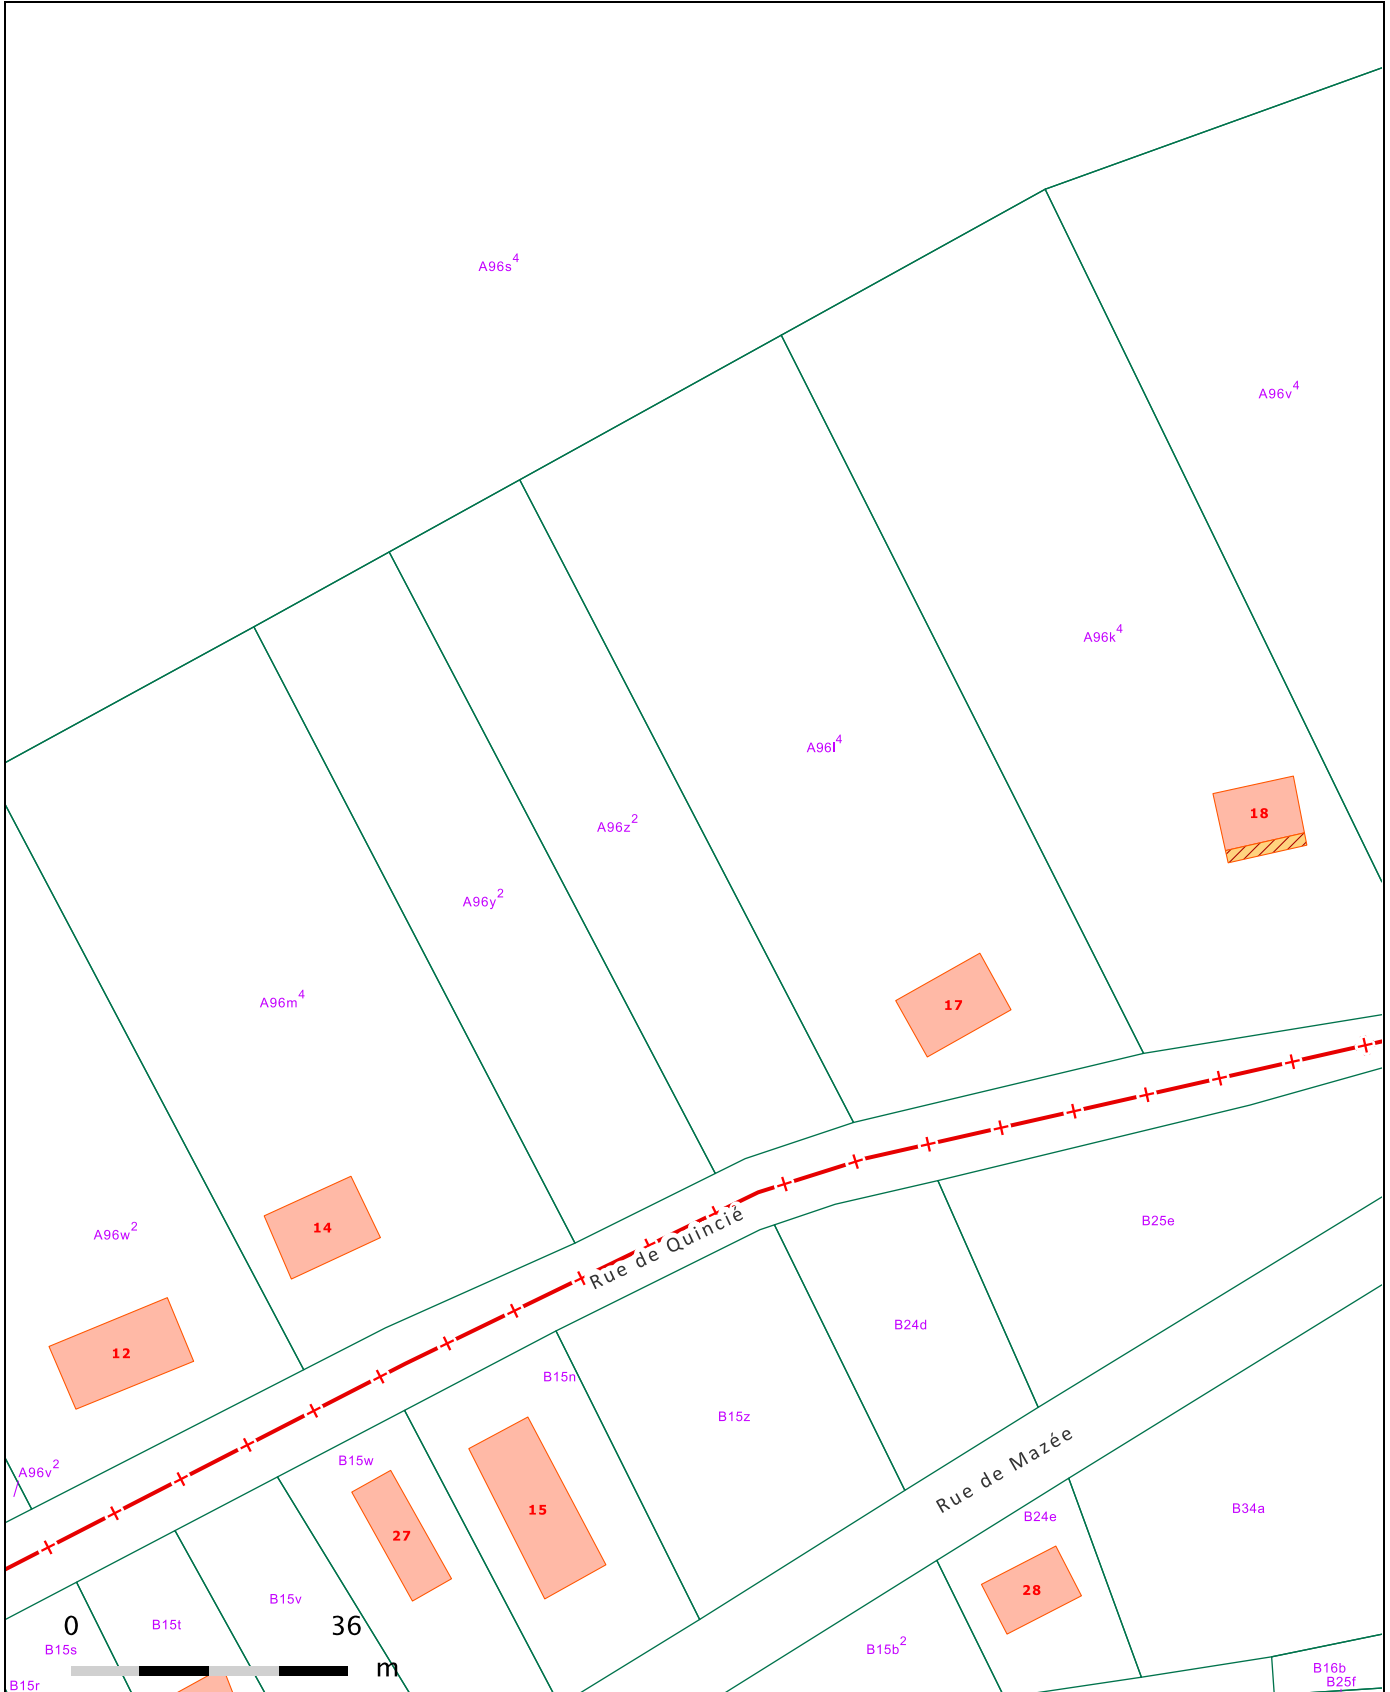 A96s⁴
A96v⁴
A96k⁴
A96l⁴
18
A96z²
A96y²
A96m⁴
17
14
A96w²
Rue de Quincié
B25e
B24d
12
B15n
B15z
Rue de Mazée
B15w
A96v²
15
B24e
B34a
27
28
B15v
B15t
0 36
m
B15s
B15b²
B16b
B25f
B15r